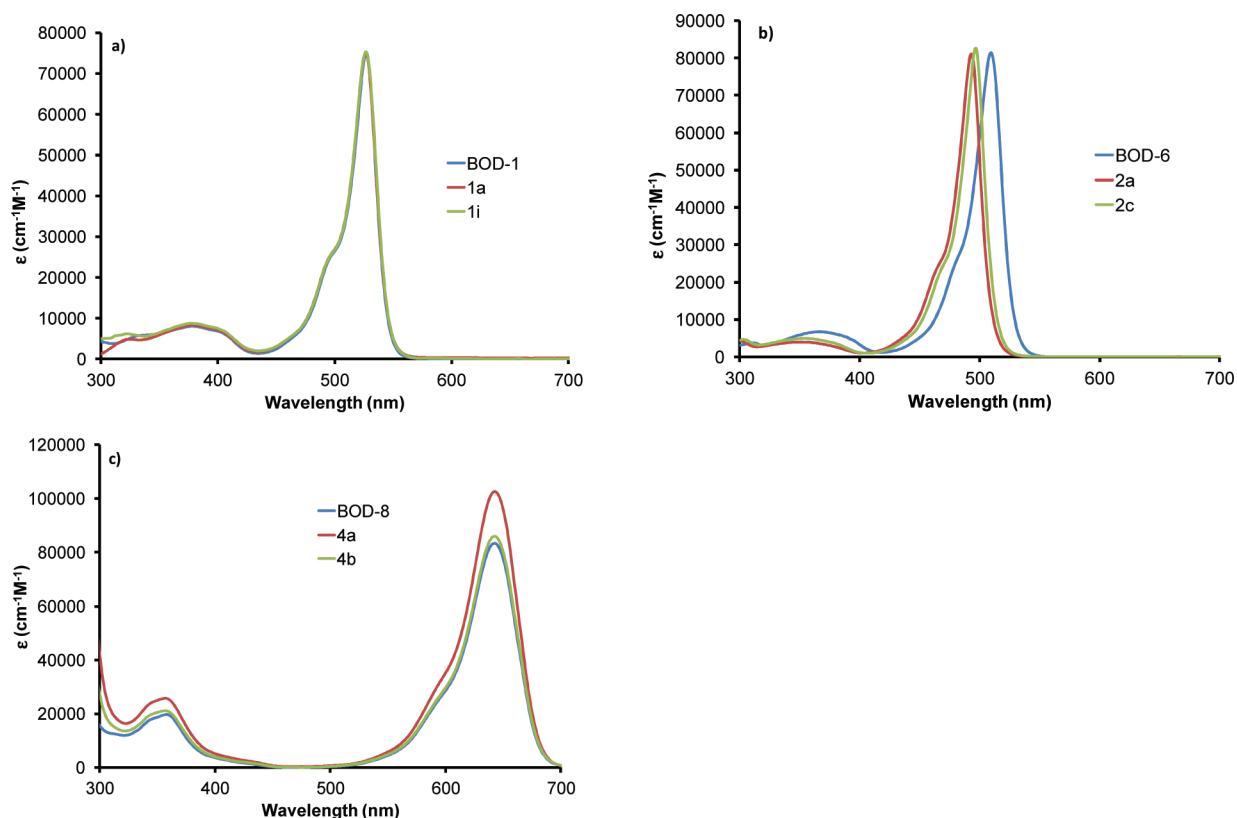 a)
80000
70000
60000
50000
40000
30000
20000
10000
0
ε (cm-1M-1)
300 400 500 600 700
Wavelength (nm)
BOD-1
1a
1i
b)
90000
80000
70000
60000
50000
40000
30000
20000
10000
0
ε (cm-1M-1)
300 400 500 600 700
Wavelength (nm)
BOD-6
2a
2c
c)
120000
100000
80000
60000
40000
20000
0
ε (cm-1M-1)
300 400 500 600 700
Wavelength (nm)
BOD-8
4a
4b